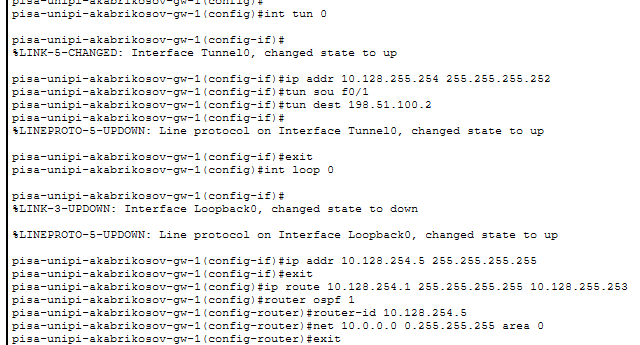 pisa-unipi-akabrikosov-gw-1(config)#
pisa-unipi-akabrikosov-gw-1(config)#int tun 0
pisa-unipi-akabrikosov-gw-1(config-if)#
%LINK-5-CHANGED: Interface Tunnel0, changed state to up
pisa-unipi-akabrikosov-gw-1(config-if)#ip addr 10.128.255.254 255.255.255.252
pisa-unipi-akabrikosov-gw-1(config-if)#tun sou f0/1
pisa-unipi-akabrikosov-gw-1(config-if)#tun dest 198.51.100.2
pisa-unipi-akabrikosov-gw-1(config-if)#
%LINEPROTO-5-UPDOWN: Line protocol on Interface Tunnel0, changed state to up
pisa-unipi-akabrikosov-gw-1(config-if)#exit
pisa-unipi-akabrikosov-gw-1(config)#int loop 0
pisa-unipi-akabrikosov-gw-1(config-if)#
%LINK-3-UPDOWN: Interface Loopback0, changed state to down
%LINEPROTO-5-UPDOWN: Line protocol on Interface Loopback0, changed state to up
pisa-unipi-akabrikosov-gw-1(config-if)#ip addr 10.128.254.5 255.255.255.255
pisa-unipi-akabrikosov-gw-1(config-if)#exit
pisa-unipi-akabrikosov-gw-1(config)#ip route 10.128.254.1 255.255.255.255 10.128.255.253
pisa-unipi-akabrikosov-gw-1(config)#router ospf 1
pisa-unipi-akabrikosov-gw-1(config-router)#router-id 10.128.254.5
pisa-unipi-akabrikosov-gw-1(config-router)#net 10.0.0.0 0.255.255.255 area 0
pisa-unipi-akabrikosov-gw-1(config-router)#exit